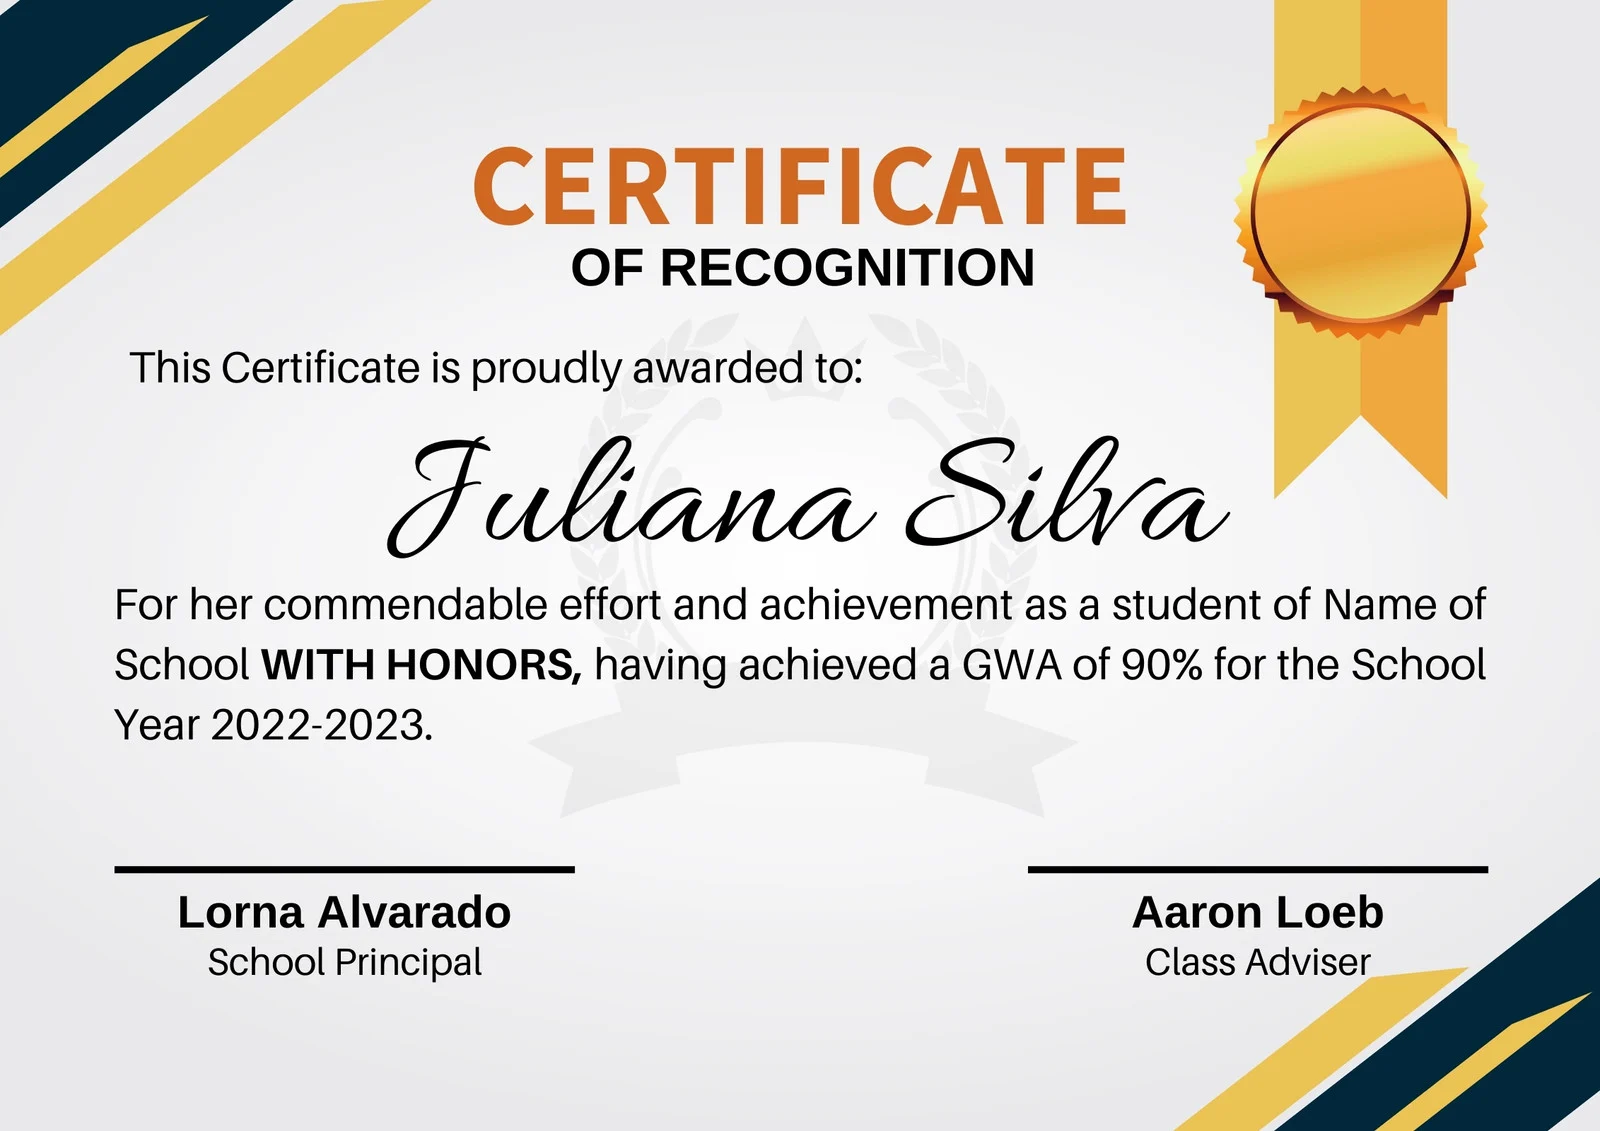 CERTIFICATE
OF RECOGNITION
This Certificate is proudly awarded to:
Juliana Silva
For her commendable effort and achievement as a student of Name of
School WITH HONORS, having achieved a GWA of 90% for the School
Year 2022-2023.
Lorna Alvarado
School Principal
Aaron Loeb
Class Adviser